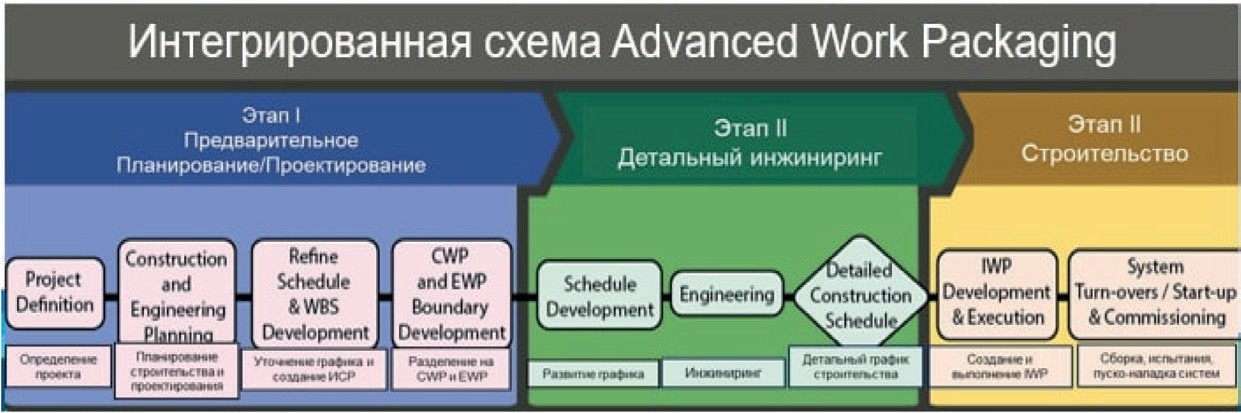 Интегрированная схема Advanced Work Packaging
Этап I
Предварительное
Планирование/Проектирование
Этап II
Детальный инжиниринг
Этап II
Строительство
Project
Definition
Construction
and
Engineering
Planning
Refine
Schedule
& WBS
Development
CWP
and EWP
Boundary
Development
Schedule
Development
Engineering
Detailed
Construction
Schedule
IWP
Development
& Execution
System
Turn-overs / Start-up
& Commissioning
Определение
проекта
Планирование
строительства и
проектирования
Уточнение графика и
создание ИСР
Разделение на
CWP и EWP
Развитие графика
Инжиниринг
Детальный график
строительства
Создание и
выполнение IWP
Сборка, испытания,
пуско-наладка систем